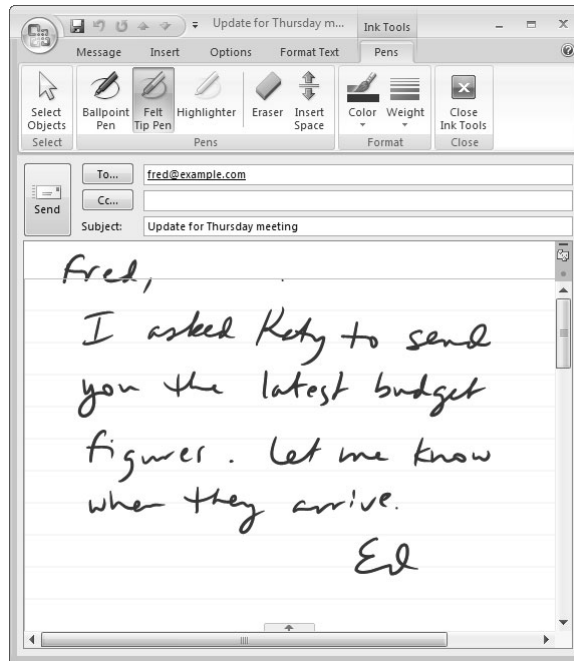 Update for Thursday m... Ink Tools
Message Insert Options Format Text Pens
Select Objects
Ballpoint Pen
Felt Tip Pen
Highlighter
Eraser
Insert Space
Color
Weight
Close Ink Tools
Select Pens Format Close
Send
To... fred@example.com
Cc...
Subject: Update for Thursday meeting
Fred,
I asked Katy to send
you the latest budget
figures. Let me know
when they arrive.
Ed